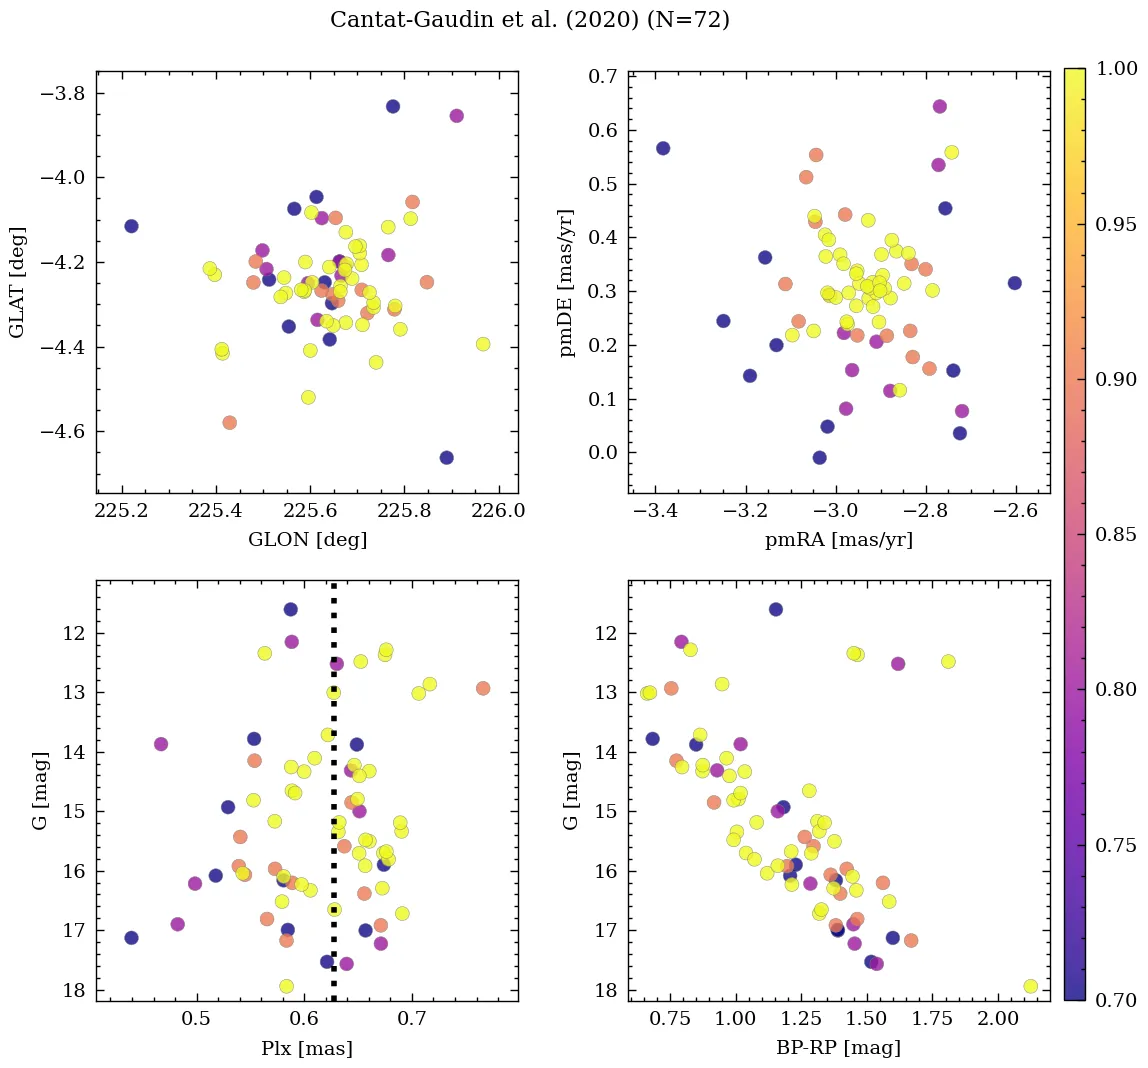 Cantat-Gaudin et al. (2020) (N=72)
−3.8
−4.0
−4.2
−4.4
−4.6
GLAT [deg]
225.2 225.4 225.6 225.8 226.0
GLON [deg]
0.7
0.6
0.5
0.4
0.3
0.2
0.1
0.0
pmDE [mas/yr]
−3.4 −3.2 −3.0 −2.8 −2.6
pmRA [mas/yr]
12
13
14
15
16
17
18
G [mag]
0.5 0.6 0.7
Plx [mas]
12
13
14
15
16
17
18
G [mag]
0.75 1.00 1.25 1.50 1.75 2.00
BP-RP [mag]
1.00
0.95
0.90
0.85
0.80
0.75
0.70